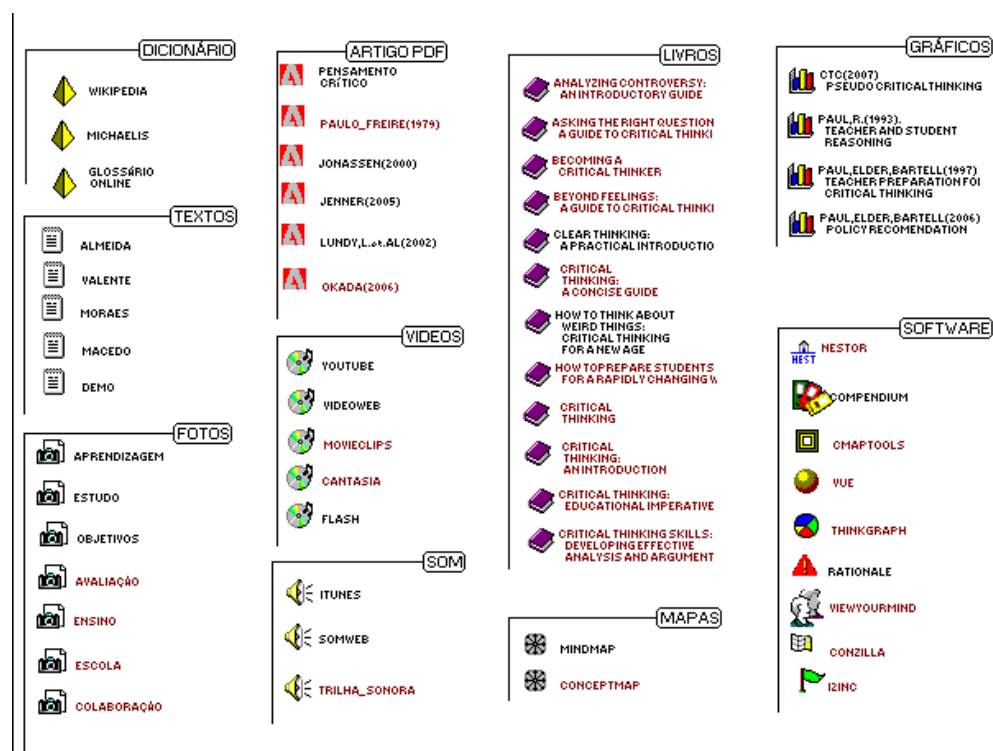 DICIONÁRIO
WIKIPEDIA
MICHAELIS
GLOSSÁRIO
ONLINE
TEXTOS
ALMEIDA
VALENTE
MORAES
MACEDO
DEMO
FOTOS
APRENDIZAGEM
ESTUDO
OBJETIVOS
AVALIAÇÃO
ENSINO
ESCOLA
COLABORAÇÃO
ARTIGO PDF
PENSAMENTO
CRÍTICO
PAULO_FREIRE(1979)
JONASSEN(2000)
JENNER(2005)
LUNDY,L.et.AL(2002)
OKADA(2006)
VIDEOS
YOUTUBE
VIDEOWEB
MOVIECLIPS
CANTASIA
FLASH
SOM
ITUNES
SOMWEB
TRILHA_SONORA
LIVROS
ANALYZING CONTROVERSY:
AN INTRODUCTORY GUIDE
ASKING THE RIGHT QUESTION
A GUIDE TO CRITICAL THINKI
BECOMING A
CRITICAL THINKER
BEYOND FEELINGS:
A GUIDE TO CRITICAL THINKI
CLEAR THINKING:
A PRACTICAL INTRODUCTIO
CRITICAL
THINKING:
A CONCISE GUIDE
HOW TO THINK ABOUT
WEIRD THINGS:
CRITICAL THINKING
FOR A NEW AGE
HOW TO PREPARE STUDENTS
FOR A RAPIDLY CHANGING W
CRITICAL
THINKING
CRITICAL
THINKING:
AN INTRODUCTION
CRITICAL THINKING:
EDUCATIONAL IMPERATIVE
CRITICAL THINKING SKILLS:
DEVELOPING EFFECTIVE
ANALYSIS AND ARGUMENT
MAPAS
MINDMAP
CONCEPTMAP
GRÁFICOS
CTC(2007)
PSEUDO CRITICAL THINKING
PAUL,R.(1993).
TEACHER AND STUDENT
REASONING
PAUL,ELDER,BARTELL(1997)
TEACHER PREPARATION FOI
CRITICAL THINKING
PAUL,ELDER,BARTELL(2006)
POLICY RECOMENDATION
SOFTWARE
NEST
NESTOR
COMPENDIUM
CMAPTOOLS
VUE
THINKGRAPH
RATIONALE
VIEWYOURMIND
CONZILLA
I2INC